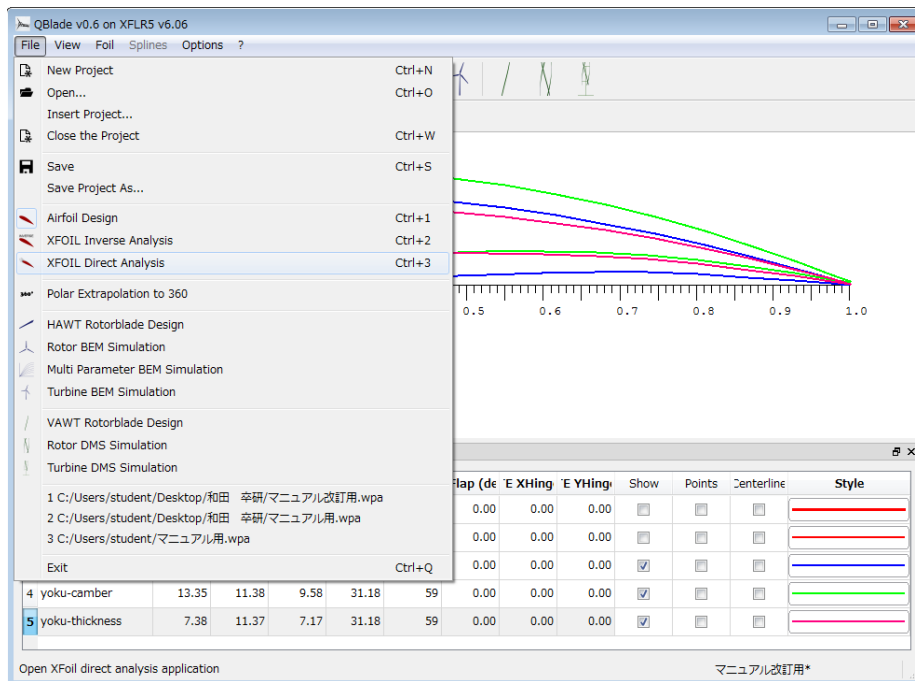 QBlade v0.6 on XFLR5 v6.06
File View Foil Splines Options ?
New Project Ctrl+N
Open... Ctrl+O
Insert Project...
Close the Project Ctrl+W
Save Ctrl+S
Save Project As...
Airfoil Design Ctrl+1
XFOIL Inverse Analysis Ctrl+2
XFOIL Direct Analysis Ctrl+3
360° Polar Extrapolation to 360
HAWT Rotorblade Design
Rotor BEM Simulation
Multi Parameter BEM Simulation
Turbine BEM Simulation
VAWT Rotorblade Design
Rotor DMS Simulation
Turbine DMS Simulation
1 C:/Users/student/Desktop/和田 卒研/マニュアル改訂用.wpa
2 C:/Users/student/Desktop/和田 卒研/マニュアル用.wpa
3 C:/Users/student/マニュアル用.wpa
Exit Ctrl+Q
0.5 0.6 0.7 0.8 0.9 1.0
Flap (de TE XHing TE YHing Show Points Centerline Style
0.00 0.00 0.00
0.00 0.00 0.00
0.00 0.00 0.00
4 yoku-camber 13.35 11.38 9.58 31.18 59 0.00 0.00 0.00
5 yoku-thickness 7.38 11.37 7.17 31.18 59 0.00 0.00 0.00
Open XFoil direct analysis application マニュアル改訂用*